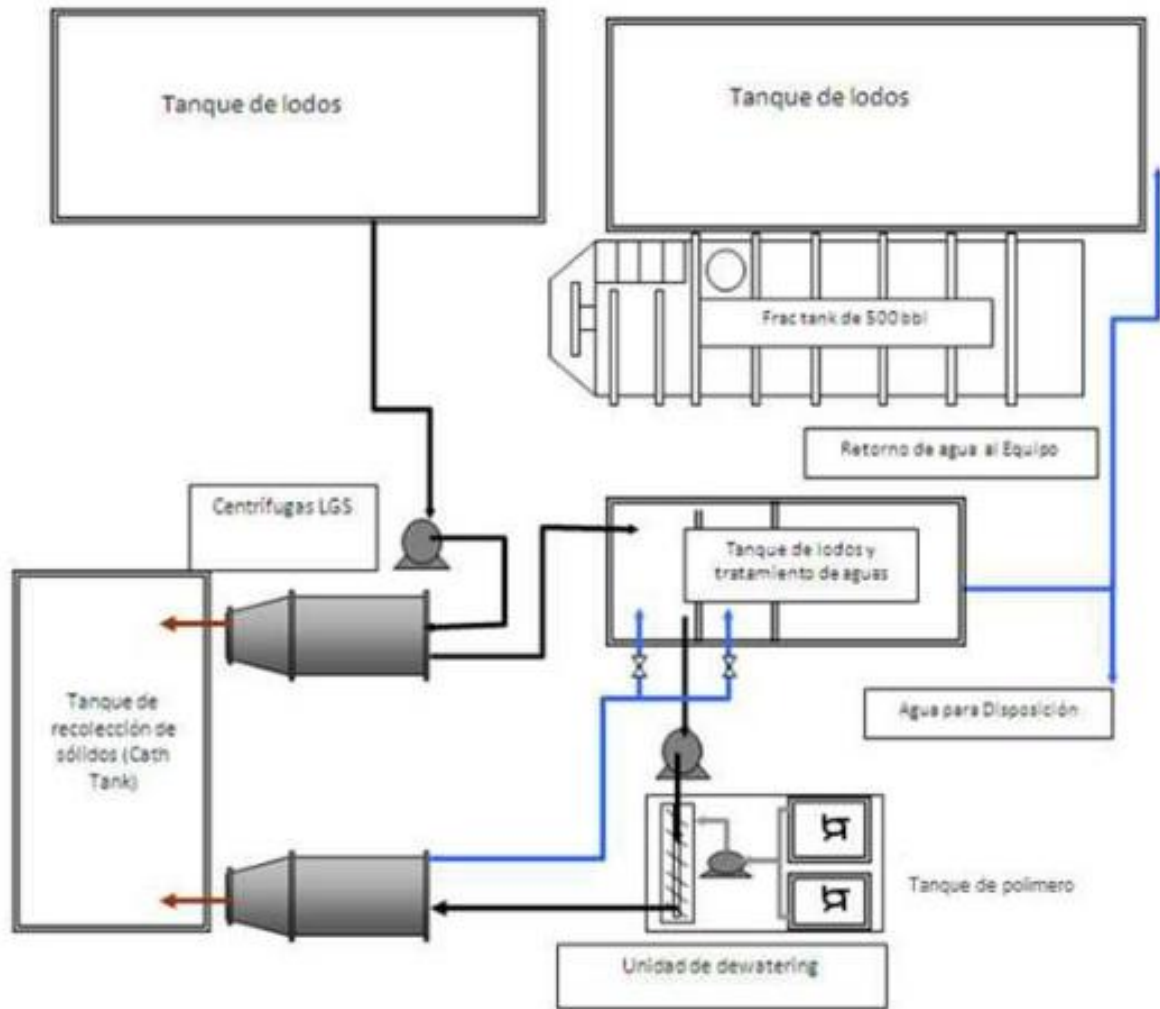 Tanque de lodos
Tanque de lodos
Frac tank de 500 bbl
Retorno de agua al Equipo
Centrífugas LGS
Tanque de lodos y
tratamiento de aguas
Tanque de
recolección de
sólidos (Cath
Tank)
Agua para Disposición
Tanque de polimero
Unidad de dewatering